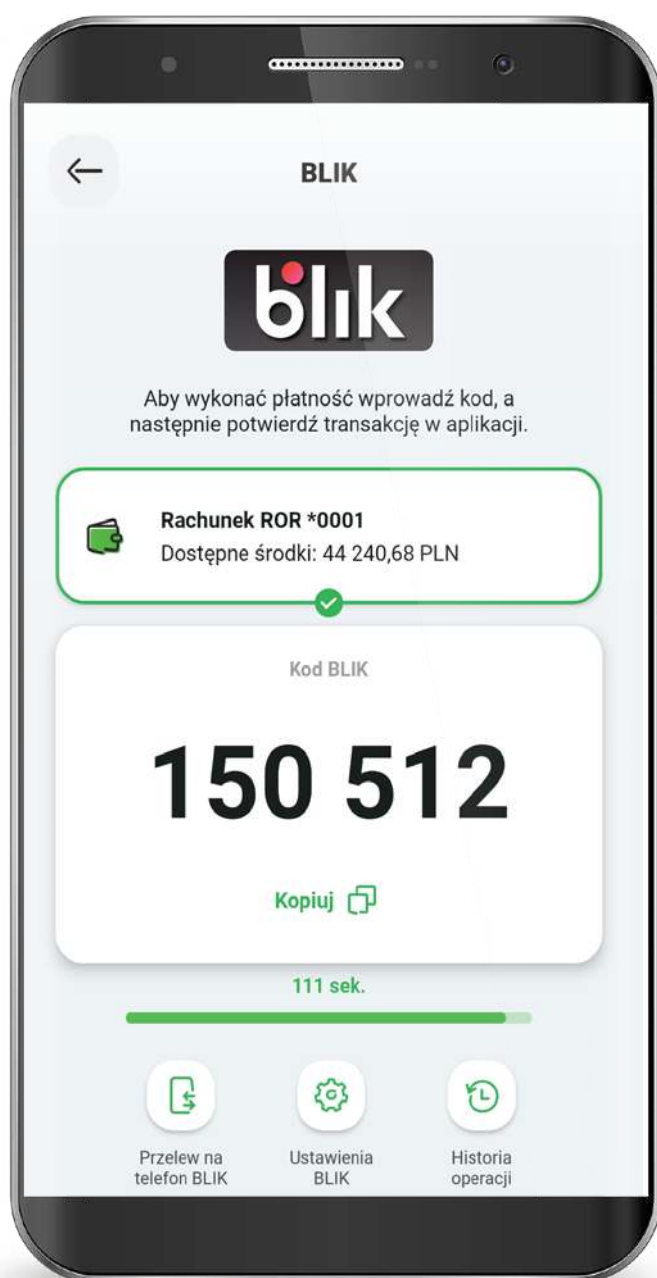 BLIK
blik
Aby wykonać płatność wprowadź kod, a
następnie potwierdź transakcję w aplikacji.
Rachunek ROR *0001
Dostępne środki: 44 240,68 PLN
Kod BLIK
150 512
Kopiuj
111 sek.
Przelew na
telefon BLIK
Ustawienia
BLIK
Historia
operacji